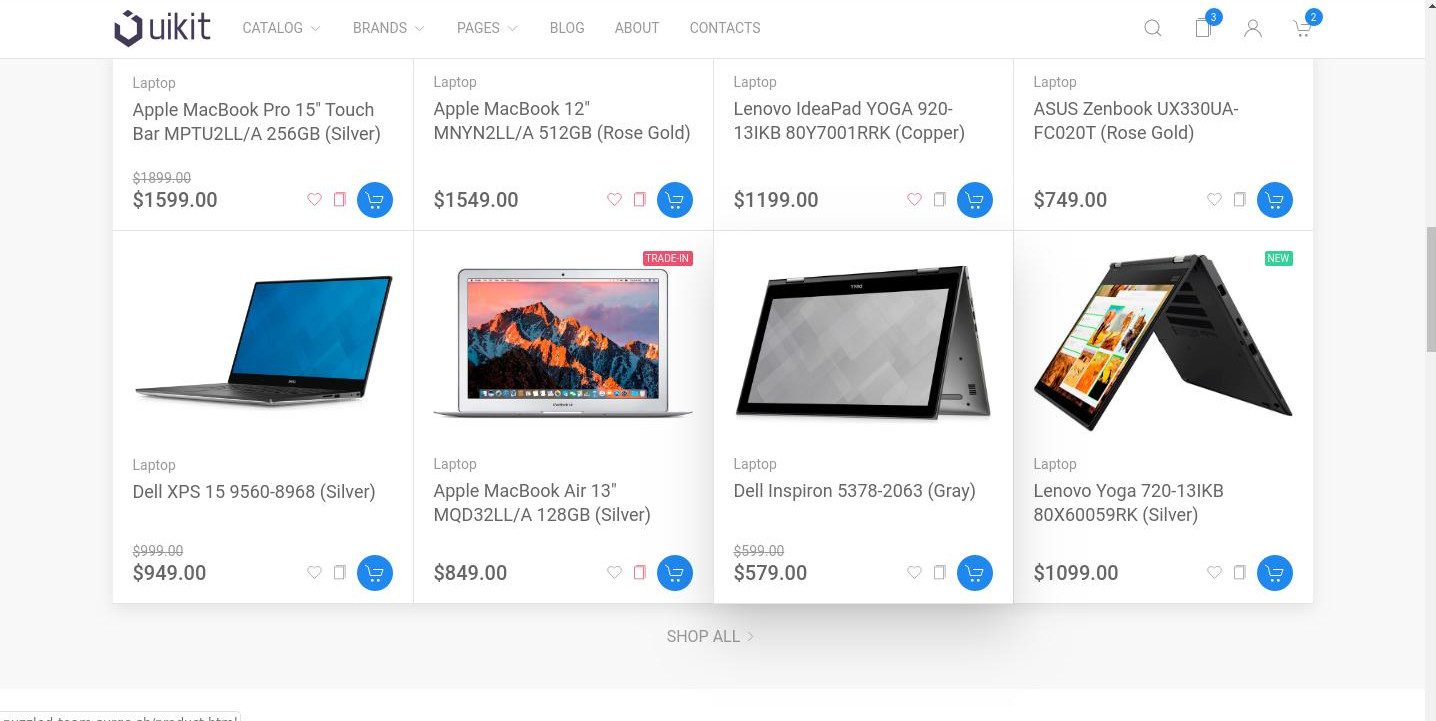 uikit CATALOG BRANDS PAGES BLOG ABOUT CONTACTS 3 2
Laptop
Apple MacBook Pro 15" Touch
Bar MPTU2LL/A 256GB (Silver)
$1899.00
$1599.00
Laptop
Apple MacBook 12"
MNYN2LL/A 512GB (Rose Gold)
$1549.00
Laptop
Lenovo IdeaPad YOGA 920-
13IKB 80Y7001RRK (Copper)
$1199.00
Laptop
ASUS Zenbook UX330UA-
FC020T (Rose Gold)
$749.00
Laptop
Dell XPS 15 9560-8968 (Silver)
$999.00
$949.00
TRADE-IN
Laptop
Apple MacBook Air 13"
MQD32LL/A 128GB (Silver)
$849.00
Laptop
Dell Inspiron 5378-2063 (Gray)
$599.00
$579.00
NEW
Laptop
Lenovo Yoga 720-13IKB
80X60059RK (Silver)
$1099.00
SHOP ALL